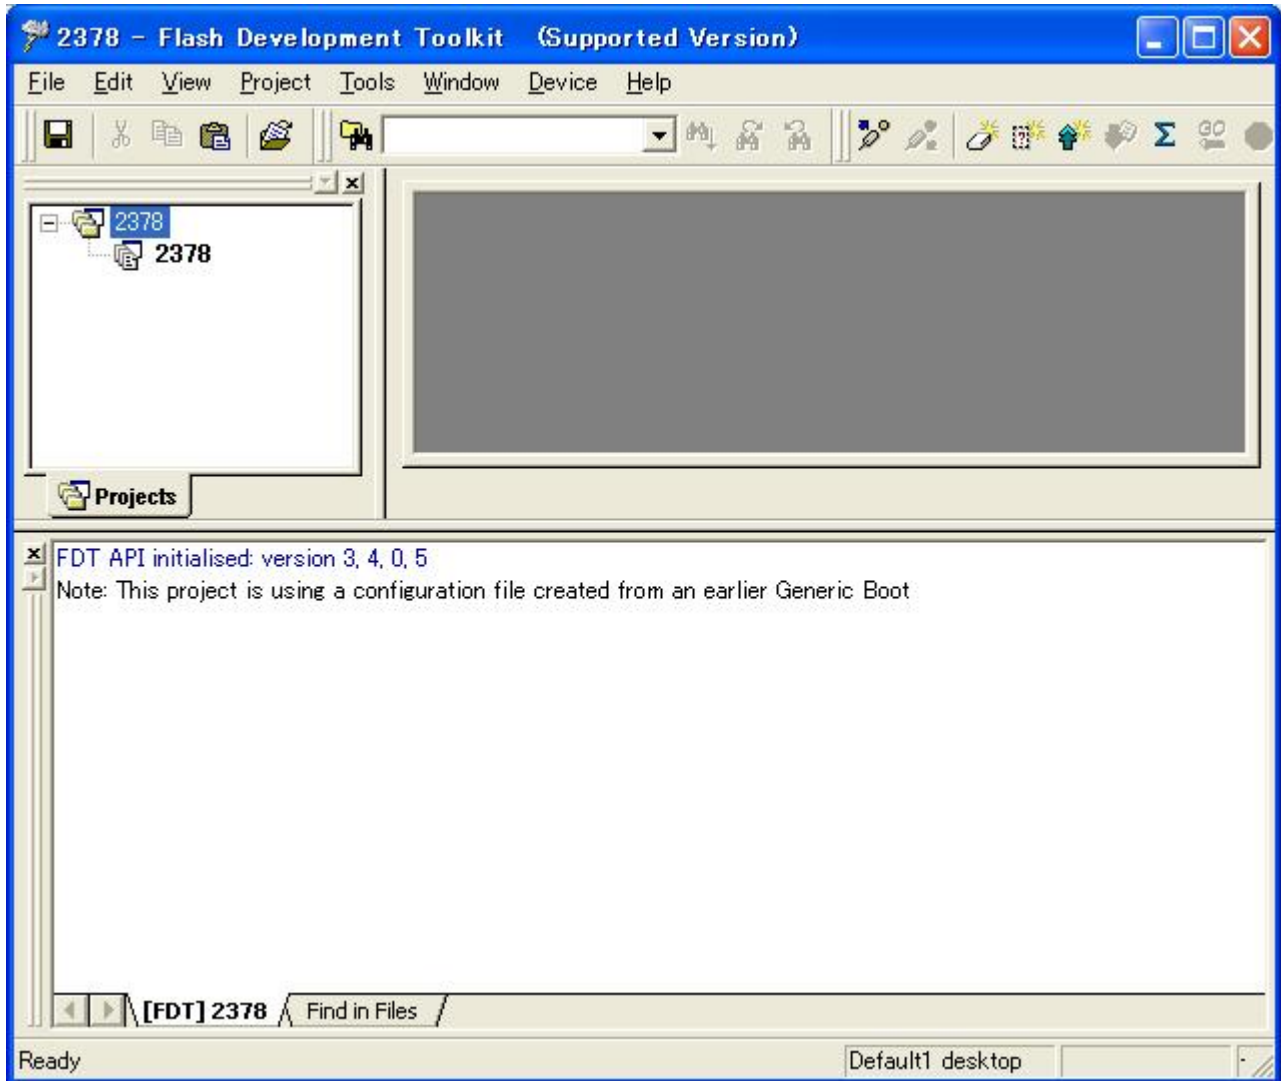 2378 - Flash Development Toolkit (Supported Version)
File Edit View Project Tools Window Device Help
GO
2378
2378
Projects
FDT API initialised: version 3, 4, 0, 5
Note: This project is using a configuration file created from an earlier Generic Boot
[FDT] 2378 Find in Files
Ready Default1 desktop